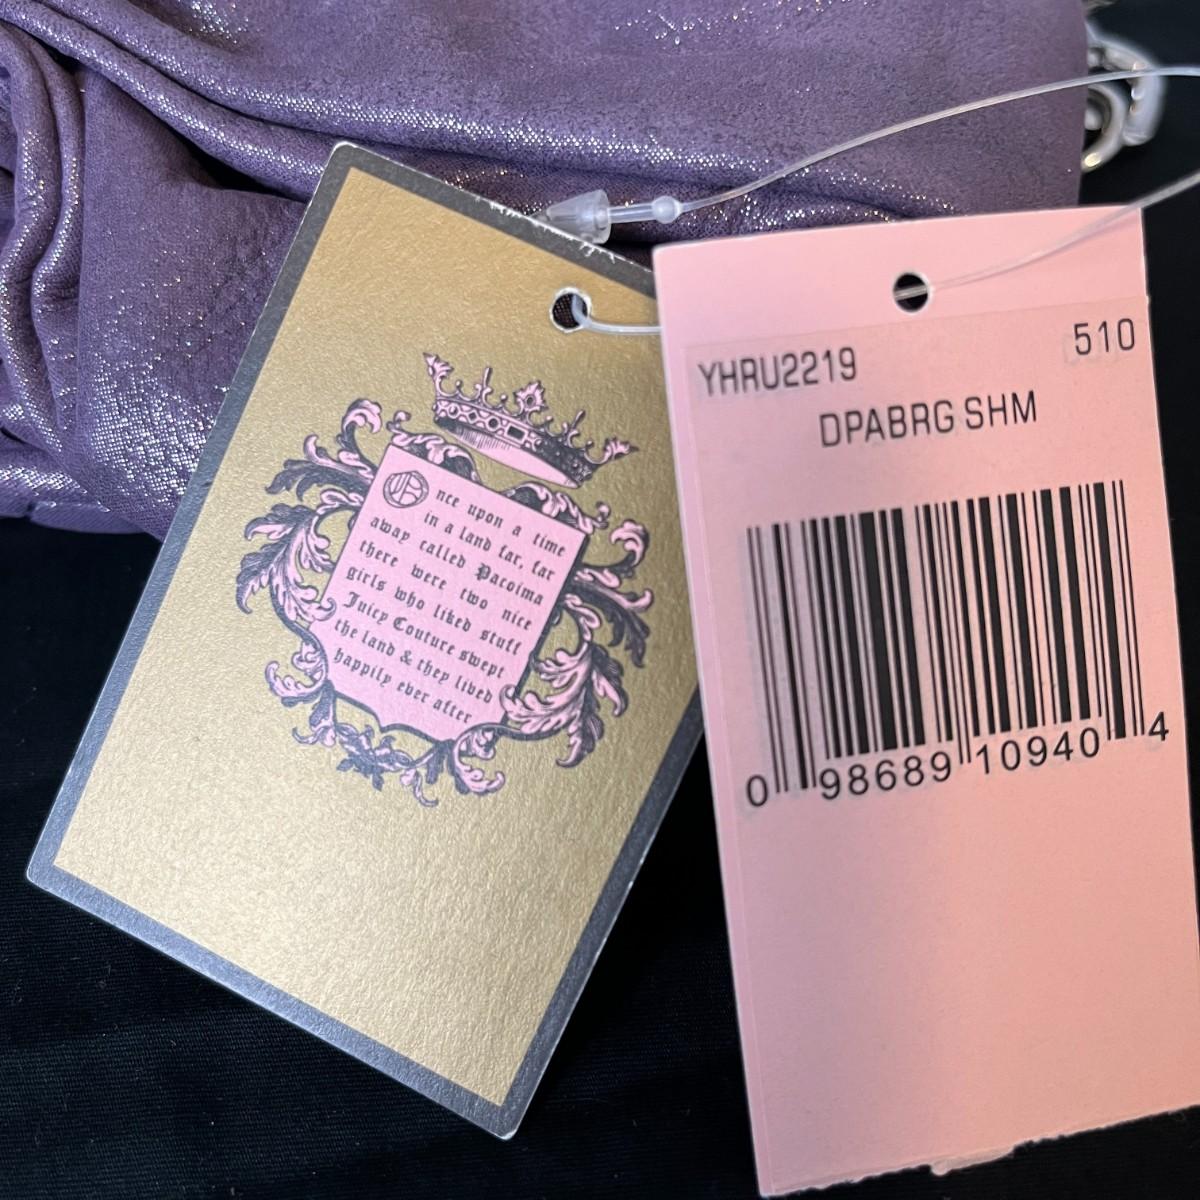 Once upon a time
in a land far, far
away called Pacoima
there were two nice
girls who liked stuff
Juicy Couture swept
the land & they lived
happily ever after
YHRU2219
510
DPABRG SHM
0 98689 10940 4